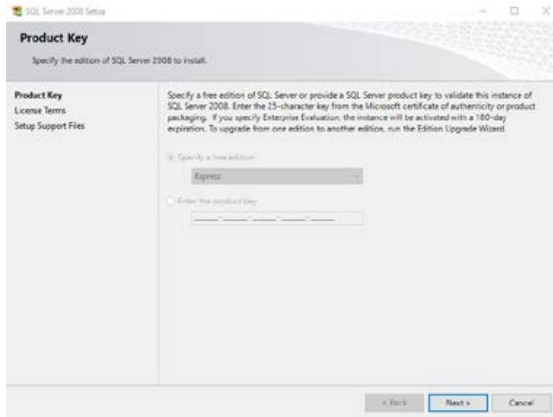 SQL Server 2008 Setup
Product Key
Specify the edition of SQL Server 2008 to install.
Product Key
License Terms
Setup Support Files
Specify a free edition of SQL Server or provide a SQL Server product key to validate this instance of
SQL Server 2008. Enter the 25-character key from the Microsoft certificate of authenticity or product
packaging. If you specify Enterprise Evaluation, the instance will be activated with a 180-day
expiration. To upgrade from one edition to another edition, run the Edition Upgrade Wizard.
Specify a free edition
Express
Enter the product key:
< Back
Next >
Cancel